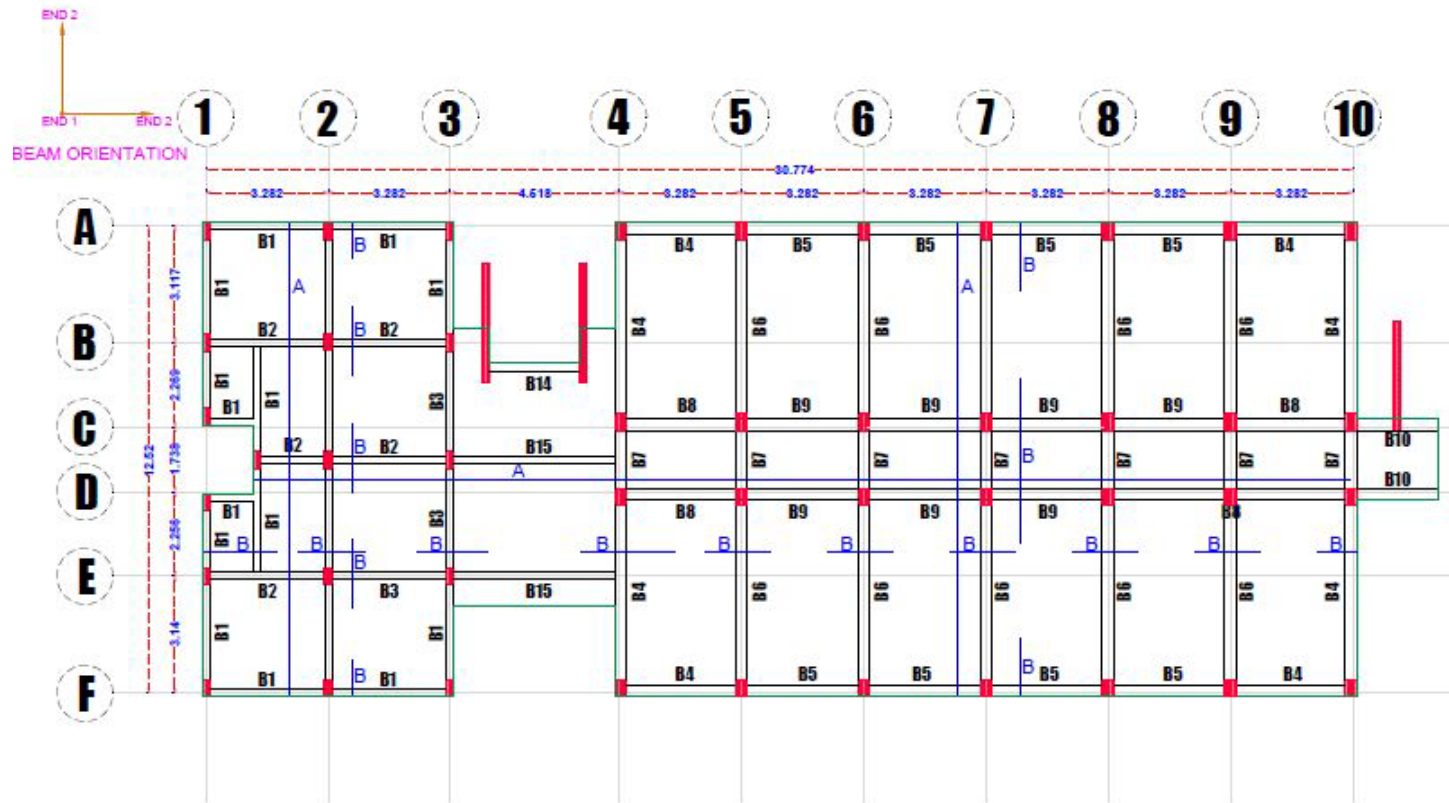 END 2
END 1
END 2
BEAM ORIENTATION
1 2 3 4 5 6 7 8 9 10
30.774
3.282 3.282 4.518 3.282 3.282 3.282 3.282 3.282 3.282
A
B1 B1 B B4 B5 B5 B5 B5 B4
3.117 B1 A B1 A B
B
B2 B B2 B4 B6 B6 B6 B6 B4
2.269 B1 B1 B3 B14
B1 B8 B9 B9 B9 B9 B8
C
B2 B B2 B15 B10
12.52 1.738 A B7 B7 B7 B7 B B7 B7 B7
B10
D
B1 B1 B3 B8 B9 B9 B9 B8
2.256 B1 B B B B B B B B B B
E
B
B2 B3 B15 B4 B6 B6 B6 B6 B6 B4
3.14 B1 B1
B1 B B1 B4 B5 B5 B B5 B5 B4
F